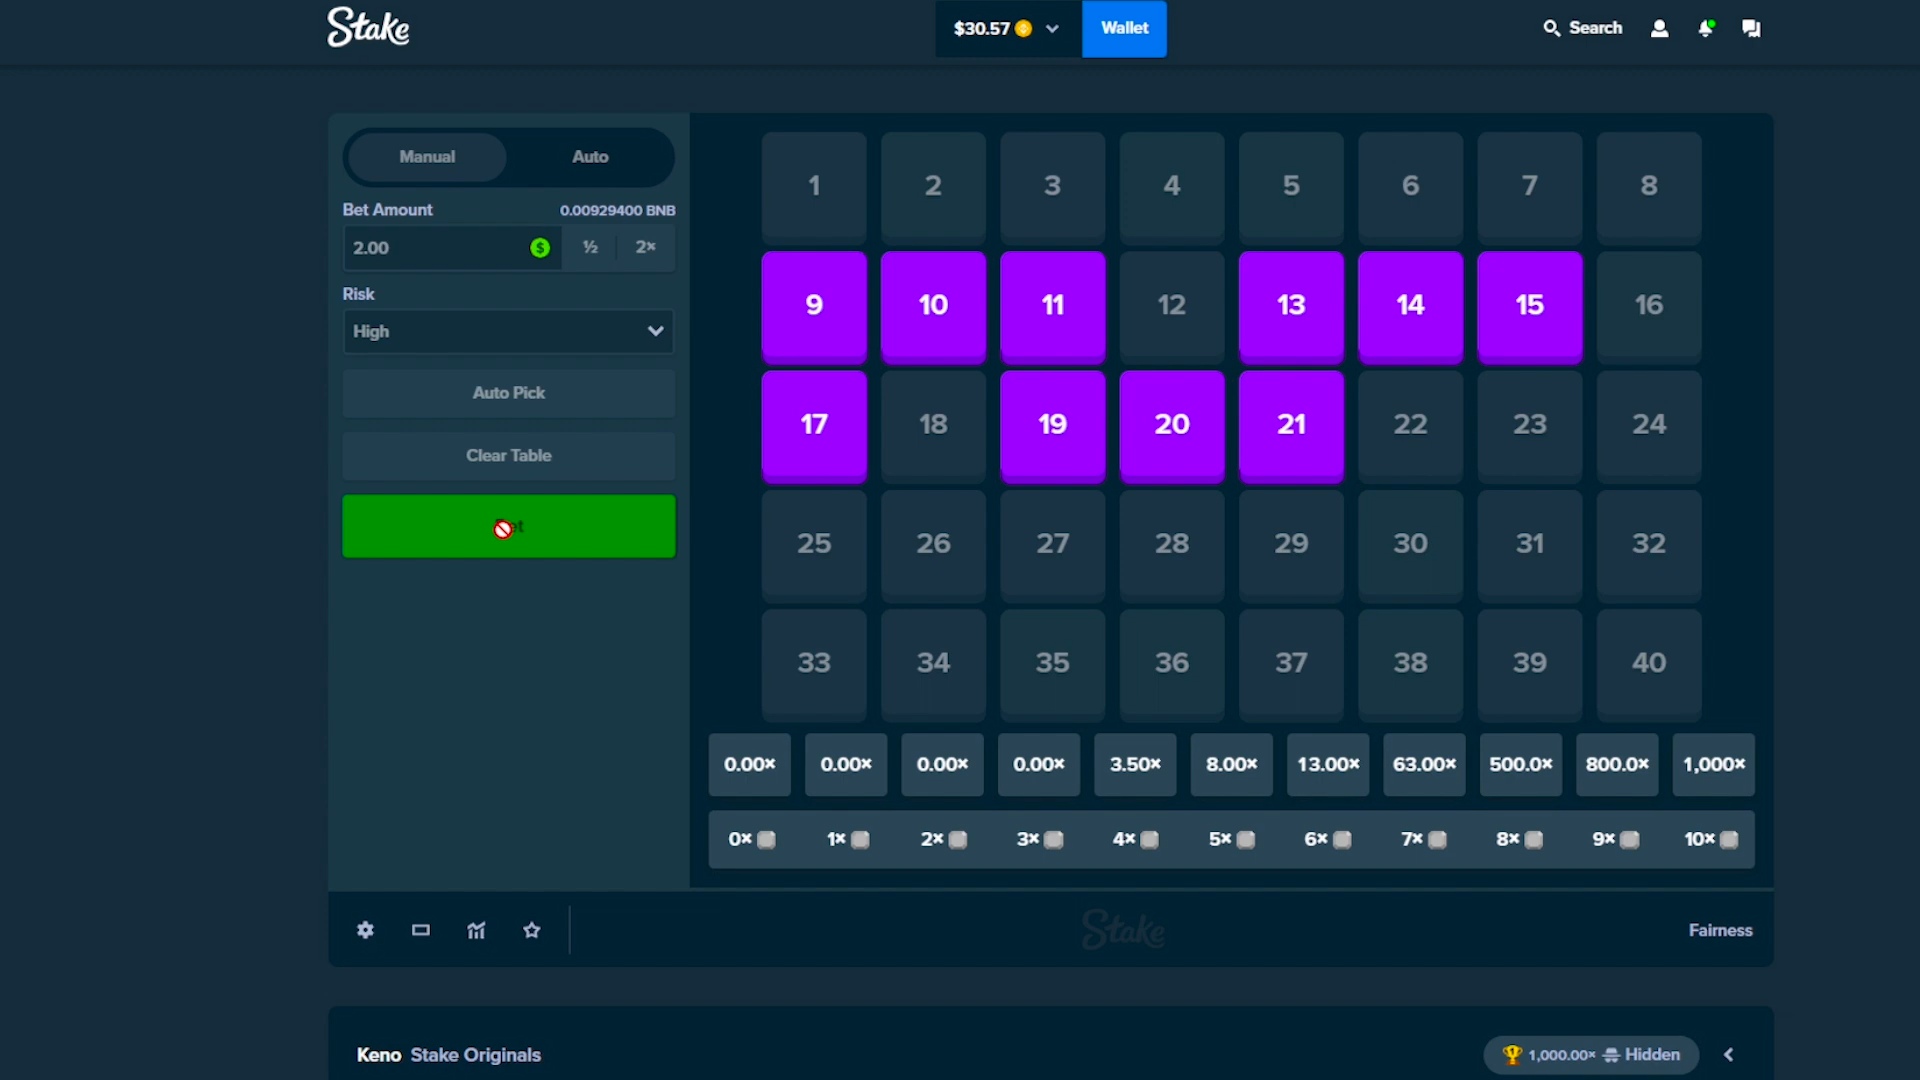 Stake
$30.57
Wallet
Search
Manual
Auto
Bet Amount
0.00929400 BNB
2.00
½
2×
Risk
High
Auto Pick
Clear Table
1 2 3 4 5 6 7 8
9 10 11 12 13 14 15 16
17 18 19 20 21 22 23 24
25 26 27 28 29 30 31 32
33 34 35 36 37 38 39 40
0.00× 0.00× 0.00× 0.00× 3.50× 8.00× 13.00× 63.00× 500.0× 800.0× 1,000×
0× 1× 2× 3× 4× 5× 6× 7× 8× 9× 10×
Stake
Fairness
Keno Stake Originals
1,000.00× Hidden